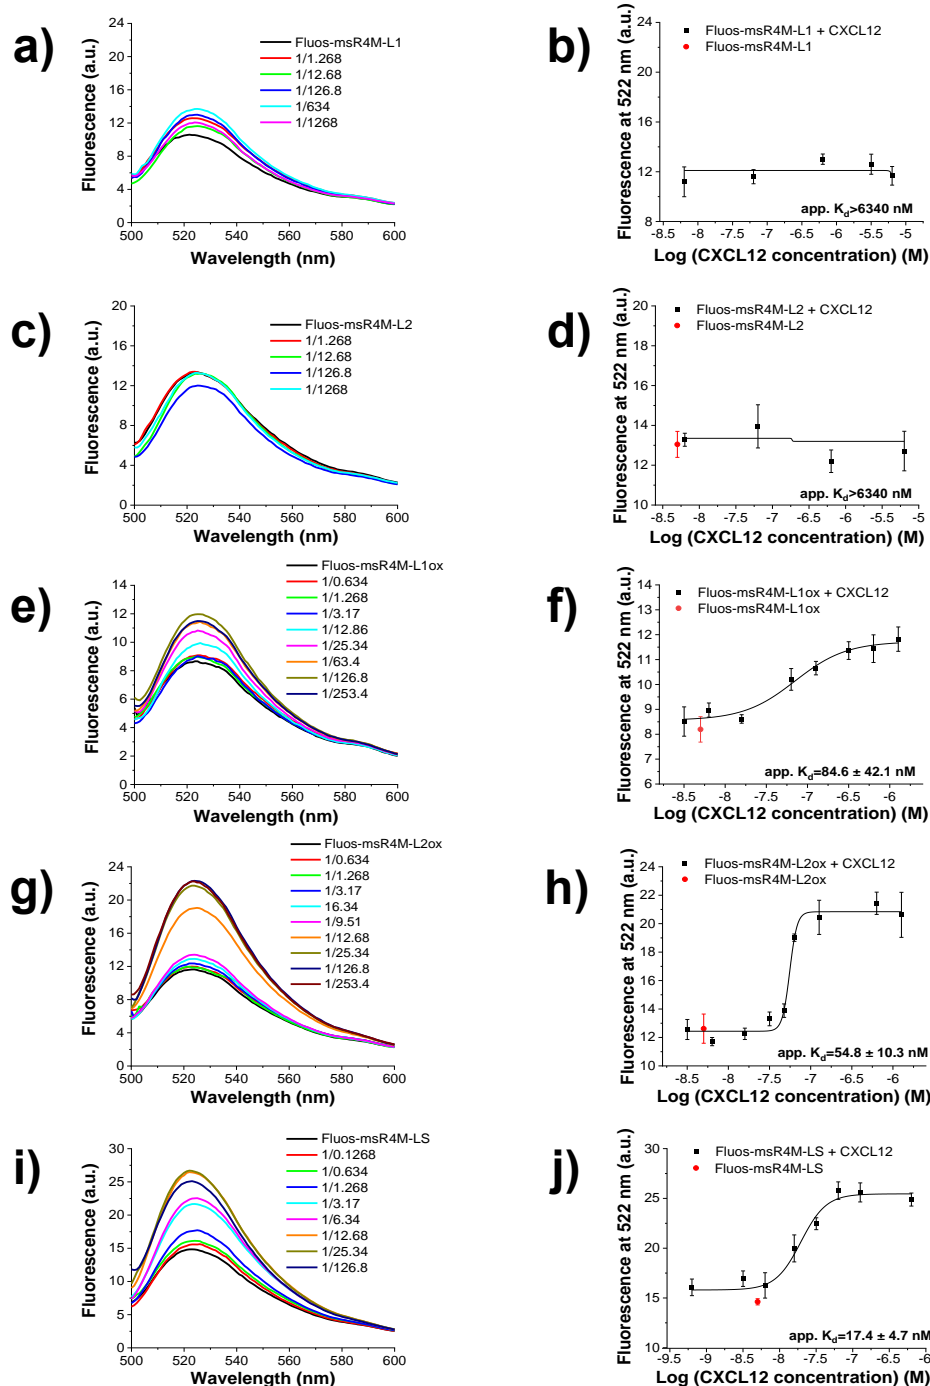 a)
Fluorescence (a.u.)
24
20
16
12
8
4
0
Fluos-msR4M-L1
1/1.268
1/12.68
1/126.8
1/634
1/1268
500 520 540 560 580 600
Wavelength (nm)
b)
Fluorescence at 522 nm (a.u.)
24
20
16
12
8
Fluos-msR4M-L1 + CXCL12
Fluos-msR4M-L1
app. Kd>6340 nM
-8.5 -8 -7.5 -7 -6.5 -6 -5.5 -5
Log (CXCL12 concentration) (M)
c)
Fluorescence (a.u.)
20
16
12
8
4
0
Fluos-msR4M-L2
1/1.268
1/12.68
1/126.8
1/1268
500 520 540 560 580 600
Wavelength (nm)
d)
Fluorescence at 522 nm (a.u.)
20
18
16
14
12
10
Fluos-msR4M-L2 + CXCL12
Fluos-msR4M-L2
app. Kd>6340 nM
-8.5 -8 -7.5 -7 -6.5 -6 -5.5 -5
Log (CXCL12 concentration) (M)
e)
Fluorescence (a.u.)
14
12
10
8
6
4
2
0
Fluos-msR4M-L1ox
1/0.634
1/1.268
1/3.17
1/12.86
1/25.34
1/63.4
1/126.8
1/253.4
500 520 540 560 580 600
Wavelength (nm)
f)
Fluorescence at 522 nm (a.u.)
14
13
12
11
10
9
8
7
6
Fluos-msR4M-L1ox + CXCL12
Fluos-msR4M-L1ox
app. Kd=84.6 ± 42.1 nM
-8.5 -8 -7.5 -7 -6.5 -6
Log (CXCL12 concentration) (M)
g)
Fluorescence (a.u.)
24
20
16
12
8
4
0
Fluos-msR4M-L2ox
1/0.634
1/1.268
1/3.17
16.34
1/9.51
1/12.68
1/25.34
1/126.8
1/253.4
500 520 540 560 580 600
Wavelength (nm)
h)
Fluorescence at 522 nm (a.u.)
24
22
20
18
16
14
12
10
Fluos-msR4M-L2ox + CXCL12
Fluos-msR4M-L2ox
app. Kd=54.8 ± 10.3 nM
-8.5 -8 -7.5 -7 -6.5 -6
Log (CXCL12 concentration) (M)
i)
Fluorescence (a.u.)
30
25
20
15
10
5
0
Fluos-msR4M-LS
1/0.1268
1/0.634
1/1.268
1/3.17
1/6.34
1/12.68
1/25.34
1/126.8
500 520 540 560 580 600
Wavelength (nm)
j)
Fluorescence at 522 nm (a.u.)
30
25
20
15
10
Fluos-msR4M-LS + CXCL12
Fluos-msR4M-LS
app. Kd=17.4 ± 4.7 nM
-9.5 -9 -8.5 -8 -7.5 -7 -6.5 -6
Log (CXCL12 concentration) (M)